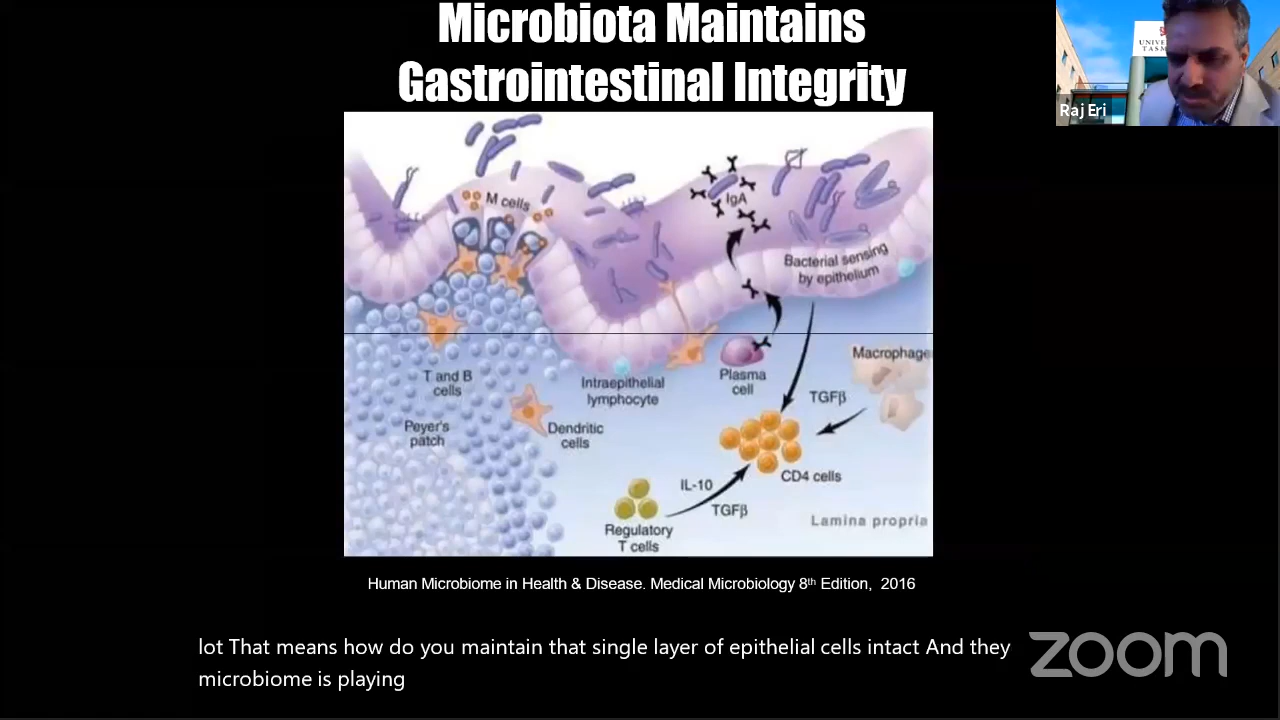 Microbiota Maintains
Gastrointestinal Integrity
UNIVE
TASM
Raj Eri
M cells
IgA
Bacterial sensing
by epithelium
T and B
cells
Peyer's
patch
Intraepithelial
lymphocyte
Dendritic
cells
Plasma
cell
Macrophage
TGFβ
CD4 cells
IL-10
TGFβ
Regulatory
T cells
Lamina propria
Human Microbiome in Health & Disease. Medical Microbiology 8th Edition, 2016
lot That means how do you maintain that single layer of epithelial cells intact And they
microbiome is playing
zoom